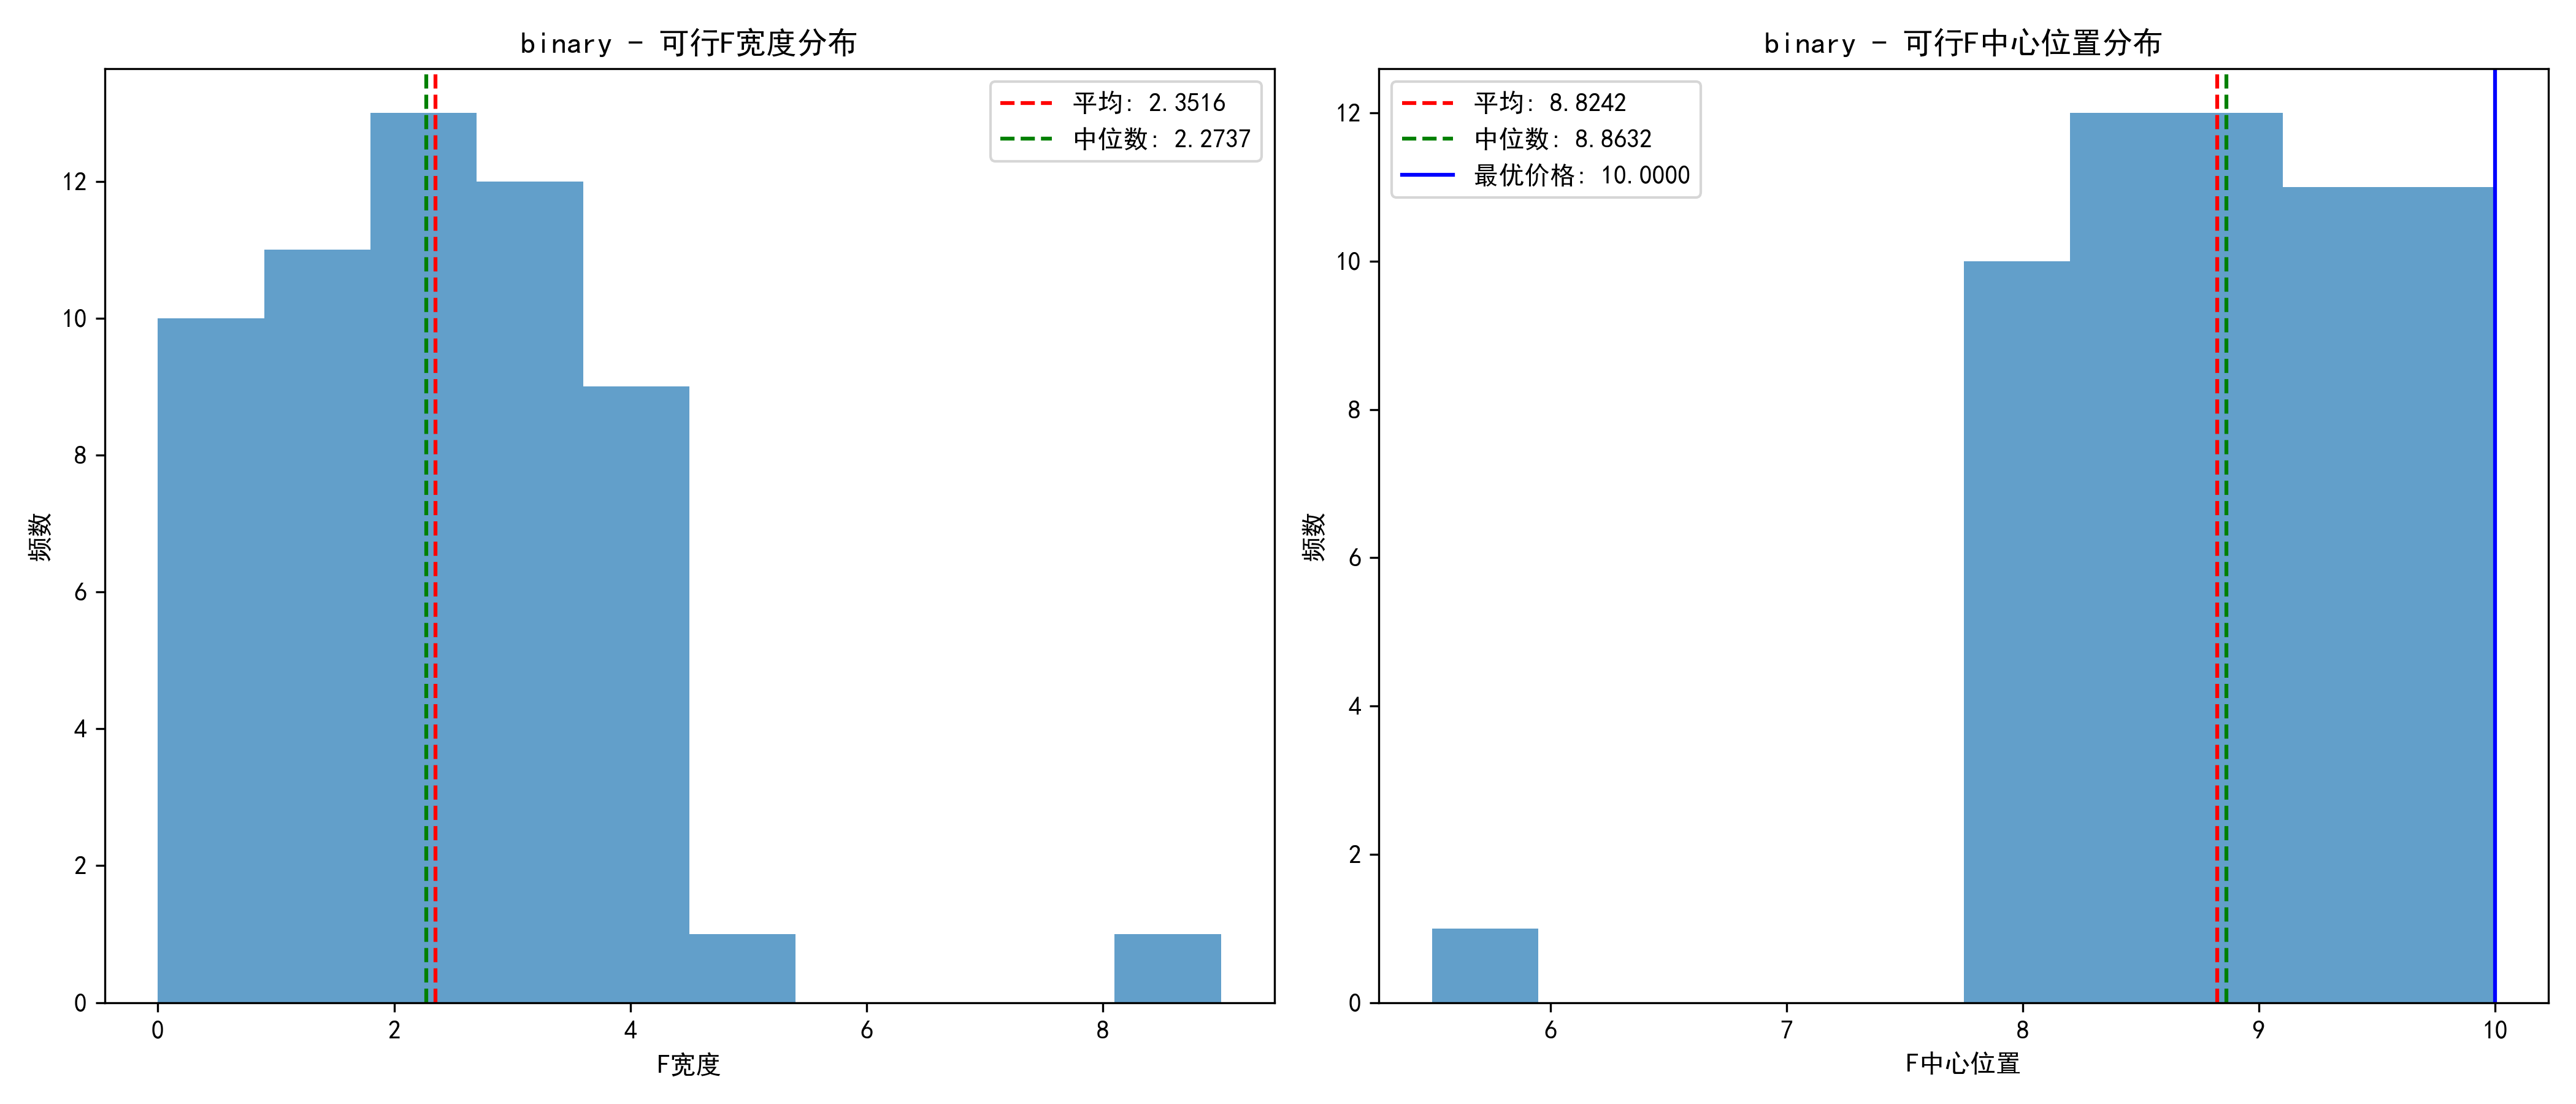 binary - 可行F宽度分布
平均: 2.3516
中位数: 2.2737
频数
12
10
8
6
4
2
0
0 2 4 6 8
F宽度
binary - 可行F中心位置分布
平均: 8.8242
中位数: 8.8632
最优价格: 10.0000
频数
12
10
8
6
4
2
0
6 7 8 9 10
F中心位置